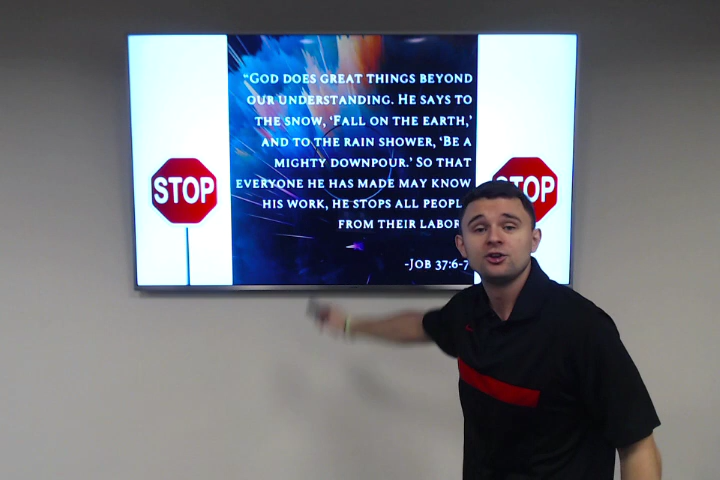 "God does great things beyond
our understanding. He says to
the snow, 'Fall on the earth,'
and to the rain shower, 'Be a
mighty downpour.' So that
everyone he has made may know
his work, he stops all
from their
-Job 37:6-7
STOP
STOP